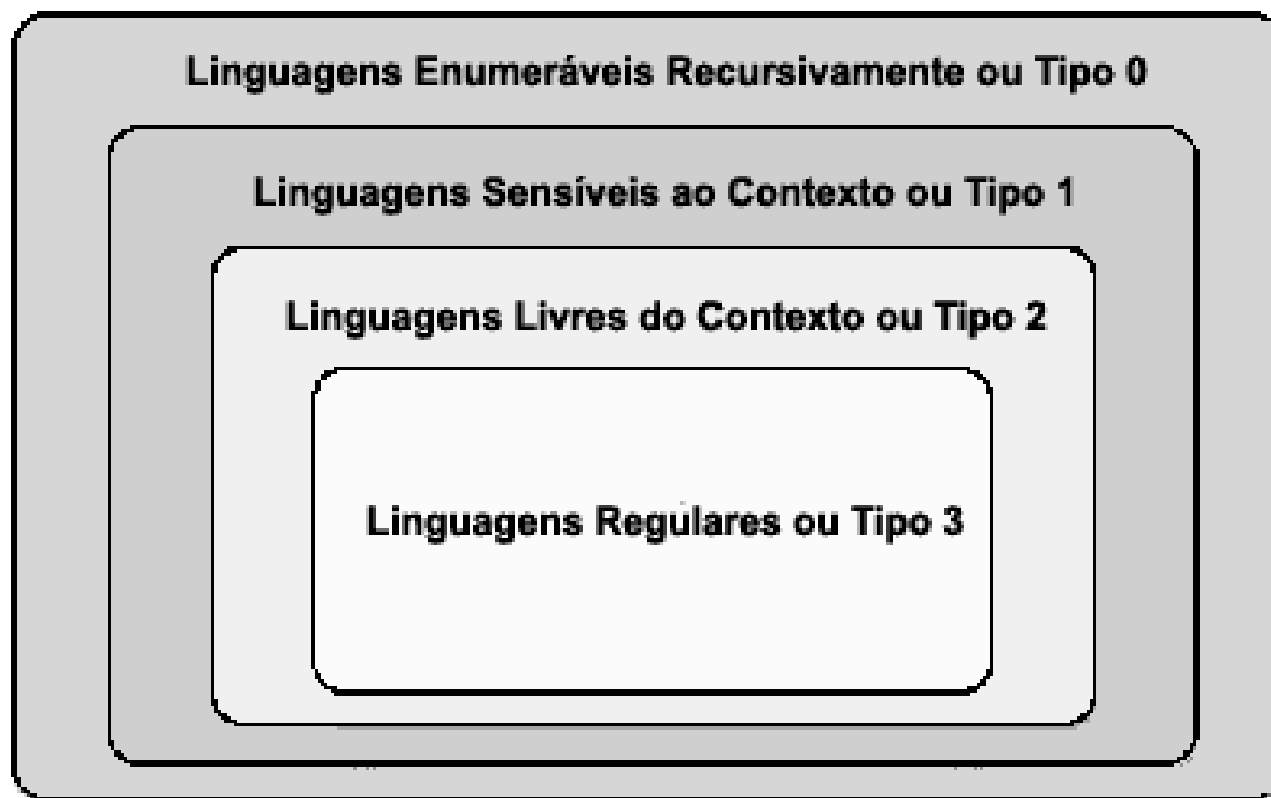 Linguagens Enumeráveis Recursivamente ou Tipo 0
Linguagens Sensíveis ao Contexto ou Tipo 1
Linguagens Livres do Contexto ou Tipo 2
Linguagens Regulares ou Tipo 3